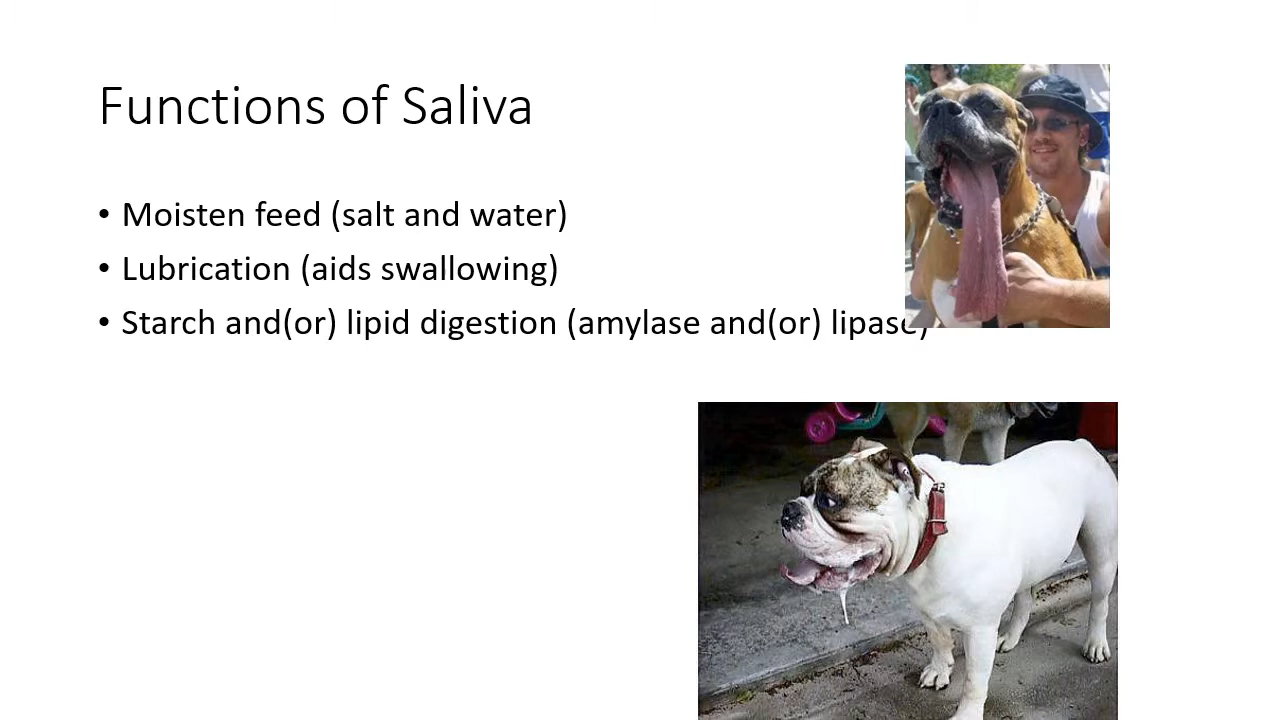 Functions of Saliva
• Moisten feed (salt and water)
• Lubrication (aids swallowing)
• Starch and(or) lipid digestion (amylase and(or) lipase)